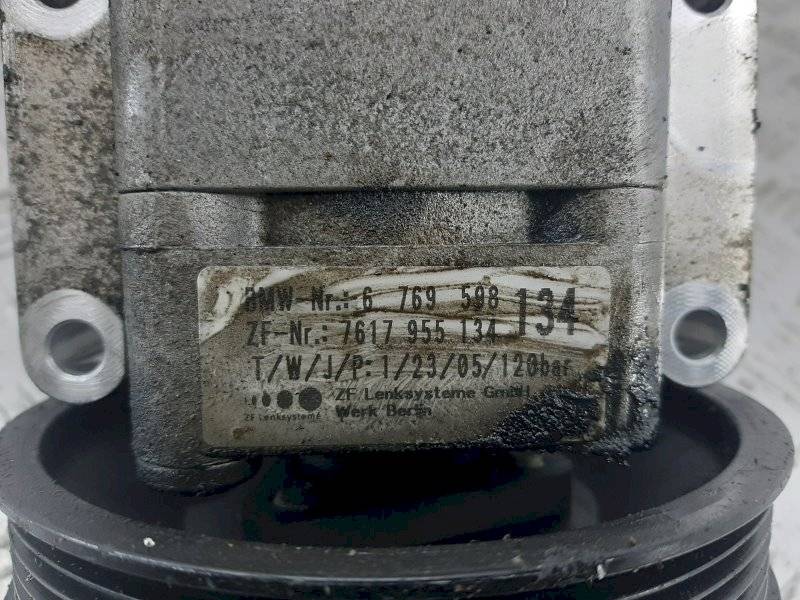 BMW-Nr.: 6 769 598
134
ZF-Nr.: 7617 955 134
T/W/J/P: 1/23/05/120bar
ZF Lenksysteme GmbH
ZF Lenksysteme
Werk Berlin